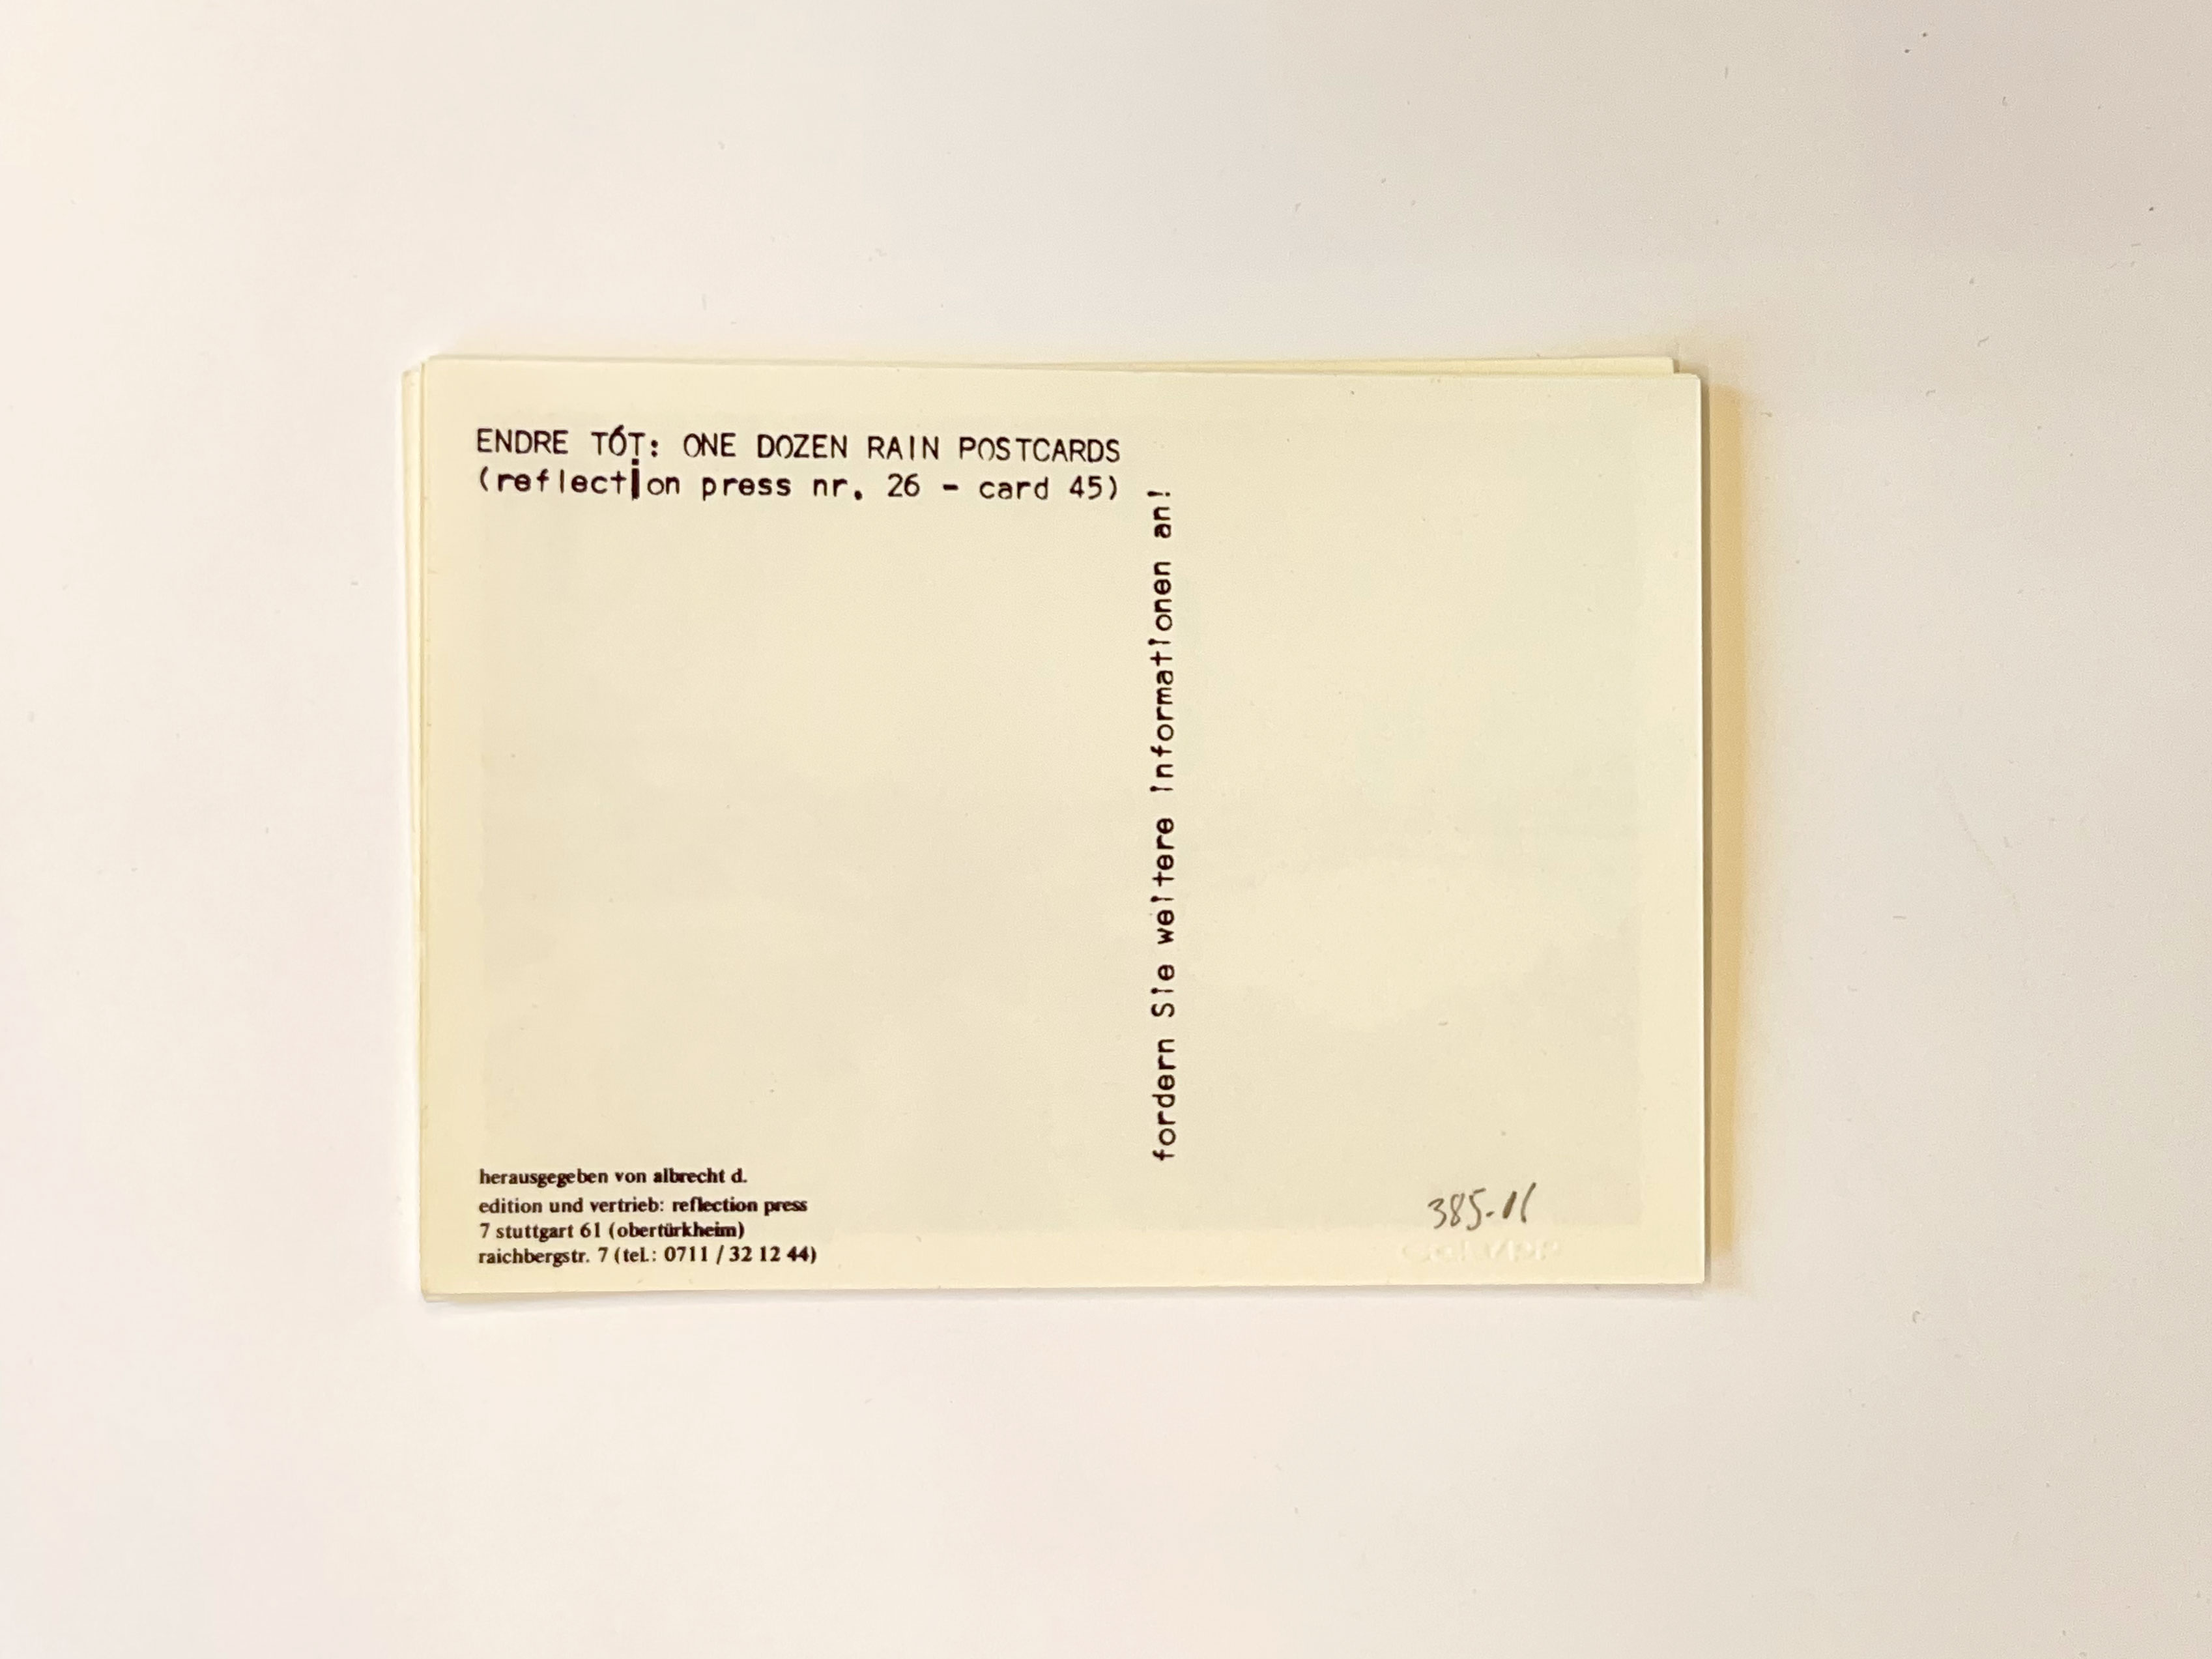 ENDRE TÓT: ONE DOZEN RAIN POSTCARDS
(reflection press nr. 26 - card 45)
fordern Sie weitere Informationen an!
herausgegeben von albrecht d.
edition und vertrieb: reflection press
7 stuttgart 61 (obertürkheim)
raichbergstr. 7 (tel.: 0711 / 32 12 44)
385-11